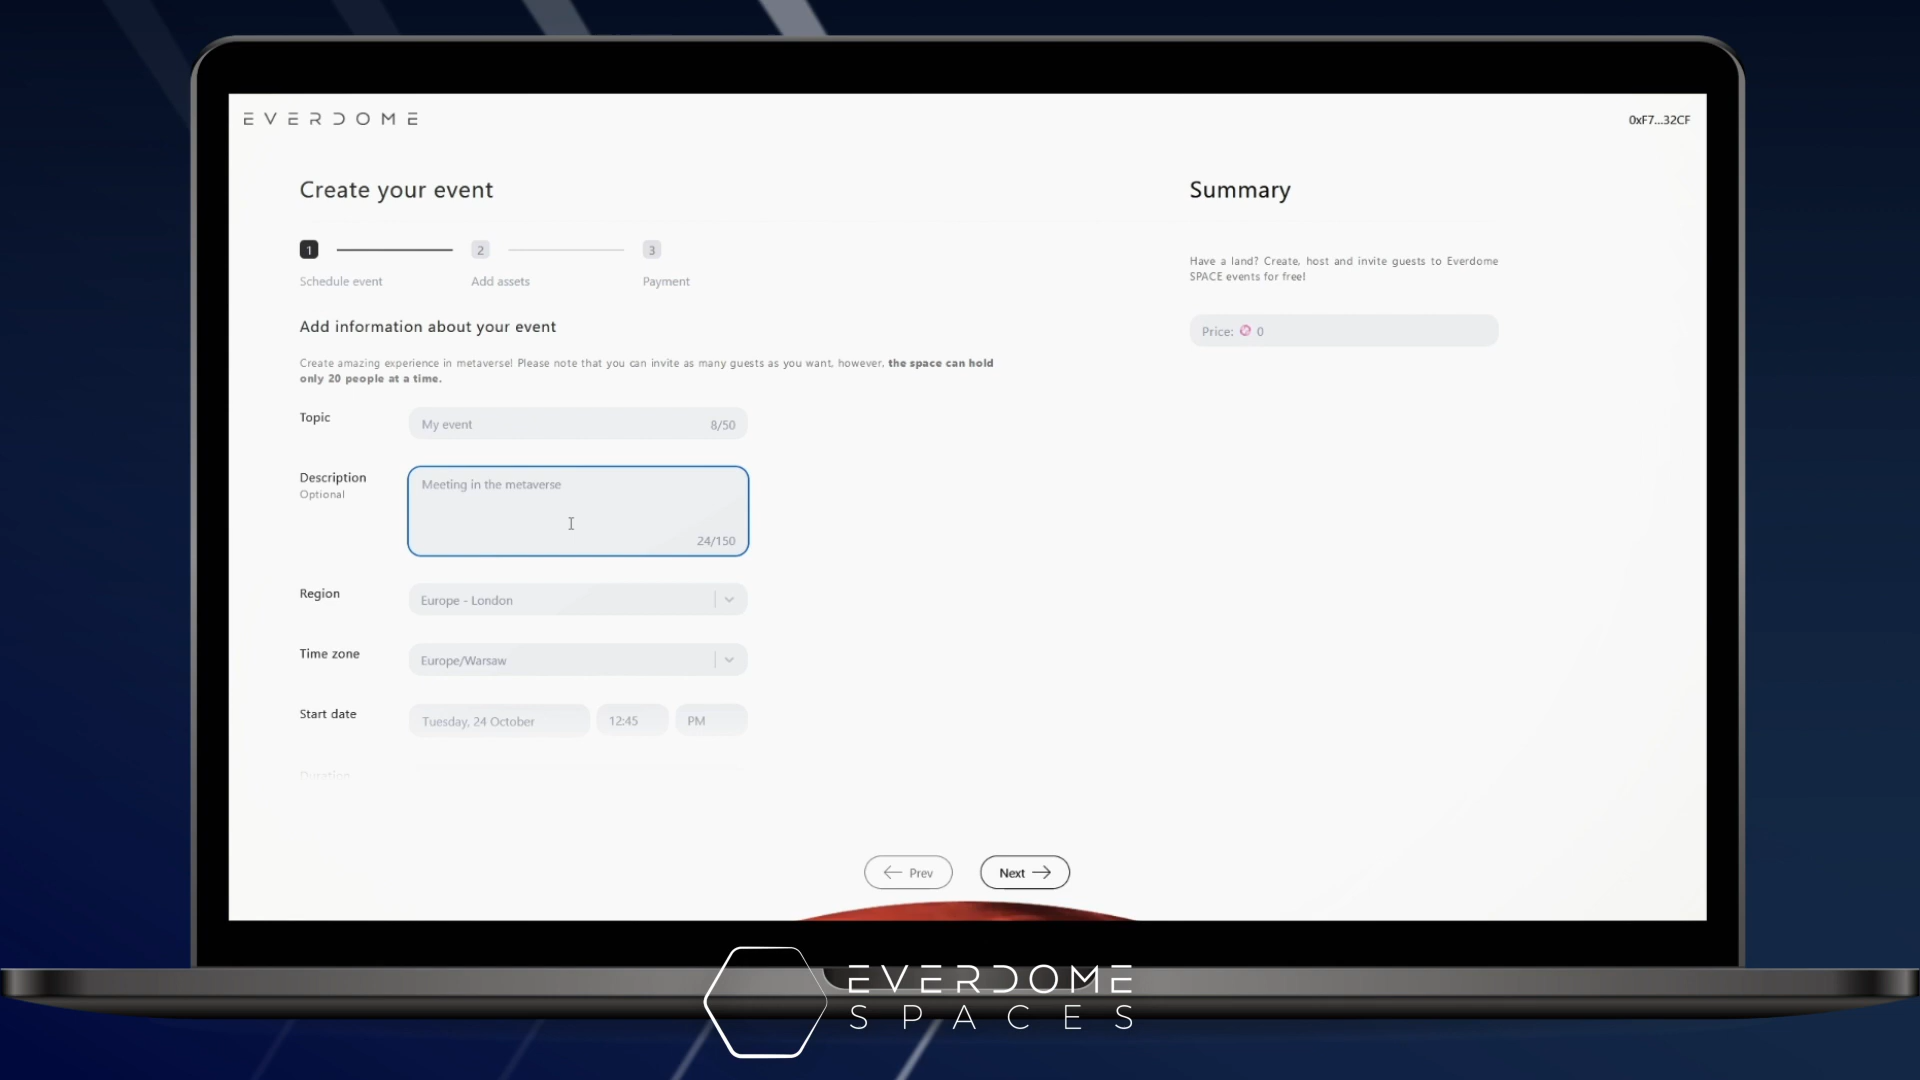 EVERDOME
0xF7...32CF
Create your event
Summary
1
2
3
Schedule event
Add assets
Payment
Have a land? Create, host and invite guests to Everdome
SPACE events for free!
Price: 0
Add information about your event
Create amazing experience in metaverse! Please note that you can invite as many guests as you want, however, the space can hold
only 20 people at a time.
Topic
My event
8/50
Description
Optional
Meeting in the metaverse
24/150
Region
Europe - London
Time zone
Europe/Warsaw
Start date
Tuesday, 24 October
12:45
PM
Duration
Prev
Next
EVERDOME
SPACES